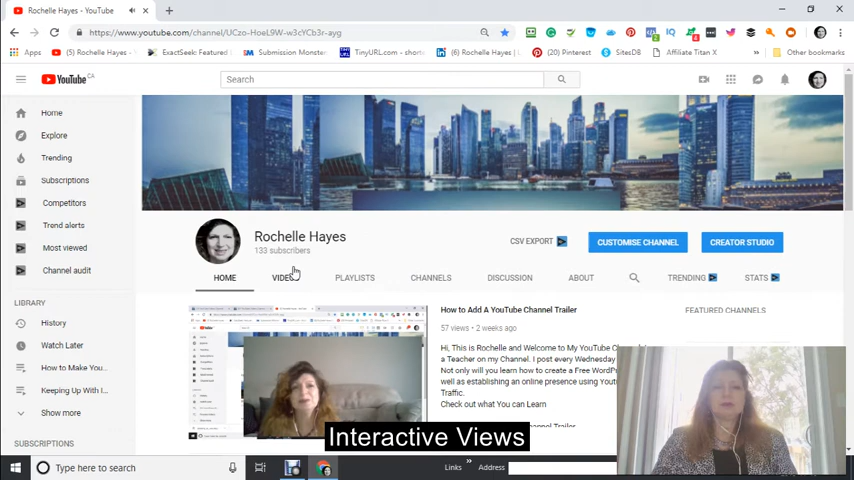 Rochelle Hayes - YouTube
https://www.youtube.com/channel/UCzo-HoeL9W-w3cYCb3r-ayg
Apps
(5) Rochelle Hayes -
ExactSeek: Featured
Submission Monster
TinyURL.com - short
(6) LinkedIn
(20) Pinterest
SitesDB
Affiliate Titan X
Other bookmarks
YouTube CA
Search
Home
Explore
Trending
Subscriptions
Competitors
Trend alerts
Most viewed
Channel audit
LIBRARY
History
Watch Later
How to Make You...
Keeping Up With I...
Show more
SUBSCRIPTIONS
Rochelle Hayes
133 subscribers
CSV EXPORT
CUSTOMISE CHANNEL
CREATOR STUDIO
HOME
PLAYLISTS
CHANNELS
DISCUSSION
ABOUT
TRENDING
STATS
How to Add A YouTube Channel Trailer
57 views • 2 weeks ago
Hi, This is Rochelle and Welcome to My YouTube
a Teacher on my Channel. I post every Wednesday
Not only will you learn how to create a Free
well as establishing an online presence using
Traffic.
Check out what You can Learn
FEATURED CHANNELS
Interactive Views
Type here to search
Links
Address